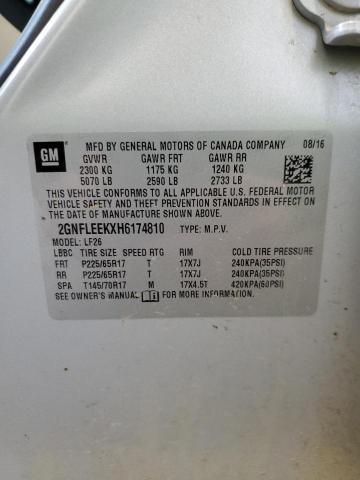 GM
MFD BY GENERAL MOTORS OF CANADA COMPANY 08/16
GVWR GAWR FRT GAWR RR
2300 KG 1175 KG 1240 KG
5070 LB 2590 LB 2733 LB
THIS VEHICLE CONFORMS TO ALL APPLICABLE U.S. FEDERAL MOTOR
VEHICLE SAFETY AND THEFT PREVENTION STANDARDS IN EFFECT ON
THE DATE OF MANUFACTURE SHOWN ABOVE.
2GNFLEEKXH6174810 TYPE: M.P.V.
MODEL: LF26
LBBC TIRE SIZE SPEED RTG RIM COLD TIRE PRESSURE
FRT P225/65R17 T 17X7J 240KPA(35PSI)
RR P225/65R17 T 17X7J 240KPA(35PSI)
SPA T145/70R17 M 17X4.5T 420KPA(60PSI)
SEE OWNER'S MANUAL FOR MORE INFORMATION